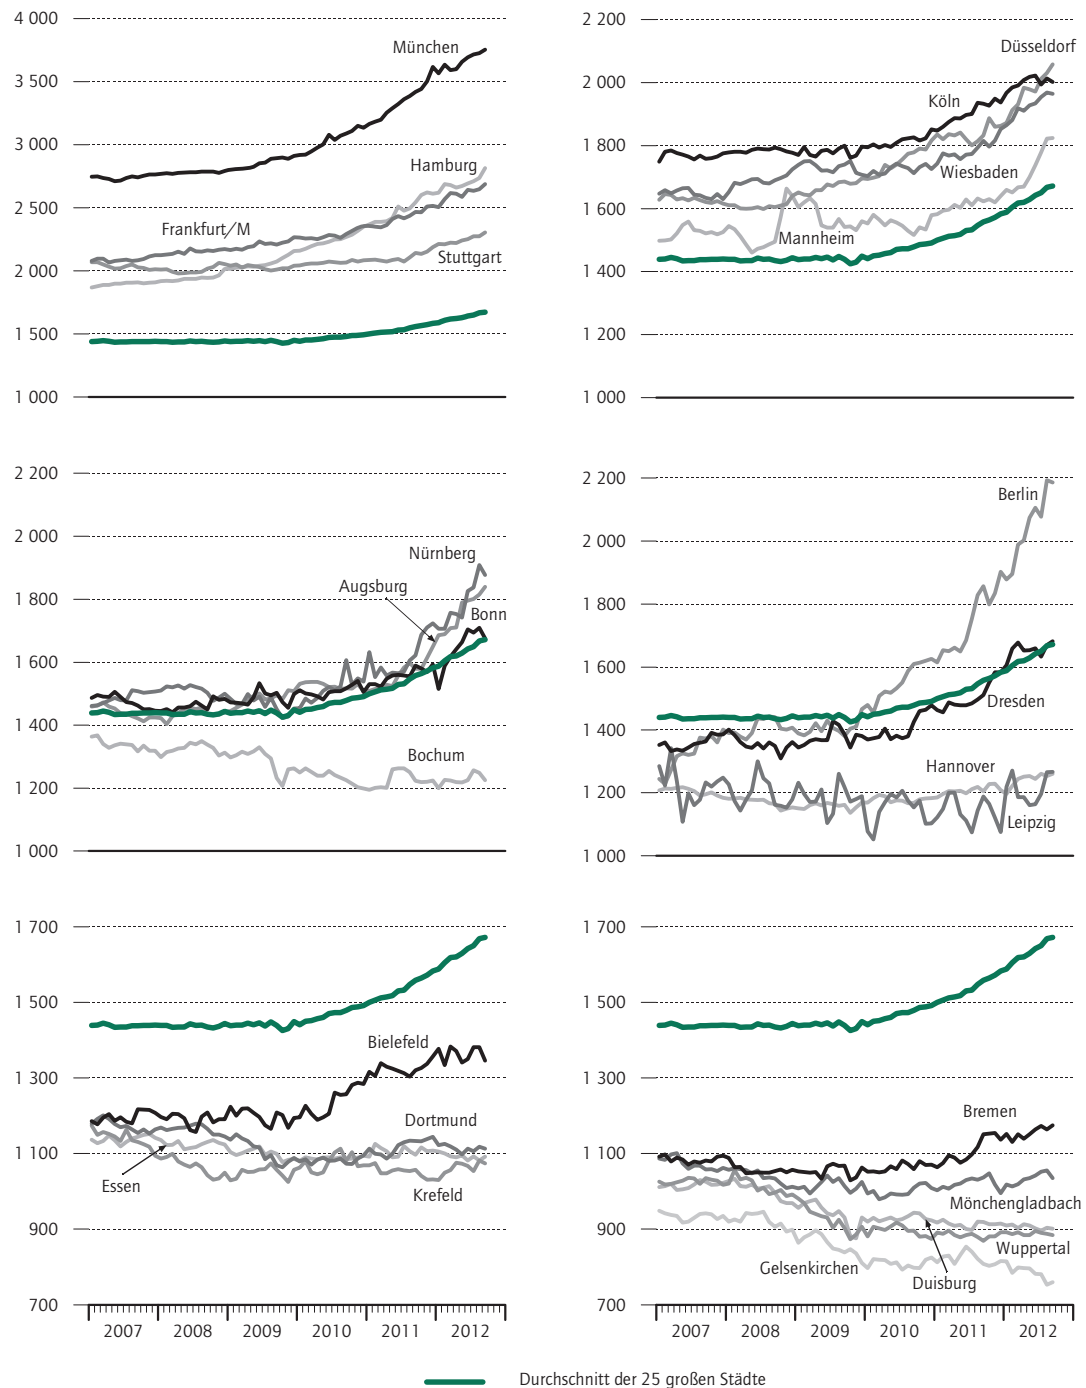 4 000
3 500
3 000
2 500
2 000
1 500
1 000
München
Hamburg
Frankfurt/M
Stuttgart
2 200
2 000
1 800
1 600
1 400
1 200
1 000
Düsseldorf
Köln
Wiesbaden
Mannheim
2 200
2 000
1 800
1 600
1 400
1 200
1 000
Nürnberg
Augsburg
Bonn
Bochum
2 200
2 000
1 800
1 600
1 400
1 200
1 000
Berlin
Dresden
Hannover
Leipzig
1 700
1 500
1 300
1 100
900
700
Bielefeld
Dortmund
Essen
Krefeld
2007 2008 2009 2010 2011 2012
1 700
1 500
1 300
1 100
900
700
Bremen
Mönchengladbach
Wuppertal
Gelsenkirchen
Duisburg
2007 2008 2009 2010 2011 2012
Durchschnitt der 25 großen Städte